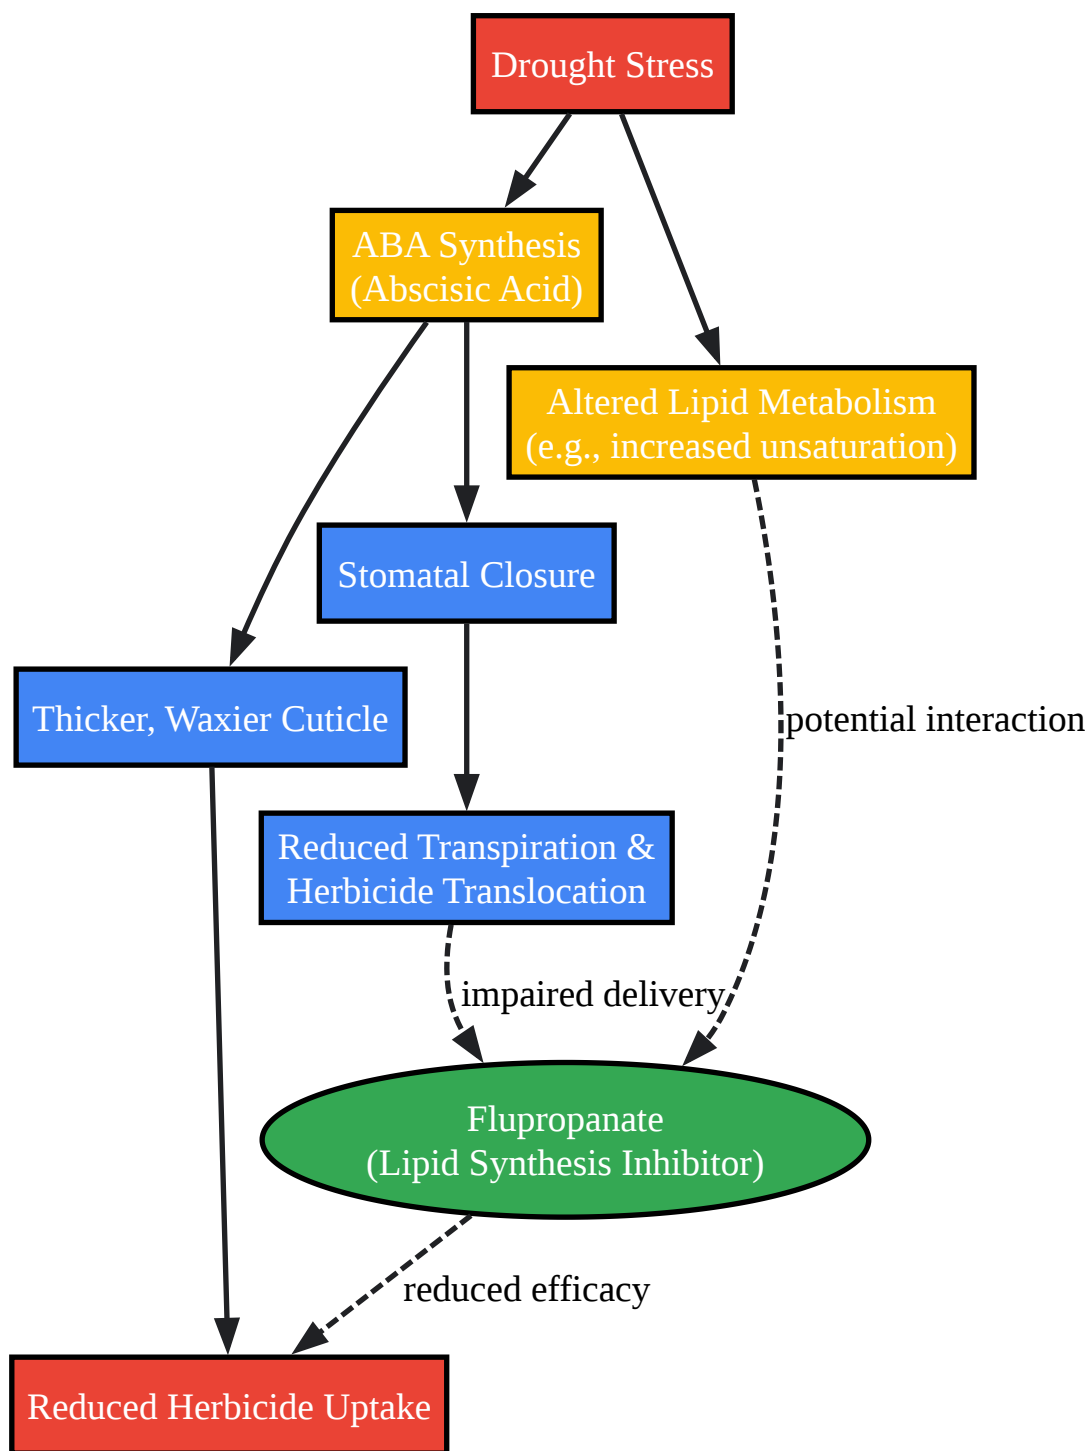 Drought Stress
ABA Synthesis
(Abscisic Acid)
Altered Lipid Metabolism
(e.g., increased unsaturation)
Stomatal Closure
Thicker, Waxier Cuticle
potential interaction
Reduced Transpiration &
Herbicide Translocation
impaired delivery
Flupropanate
(Lipid Synthesis Inhibitor)
reduced efficacy
Reduced Herbicide Uptake